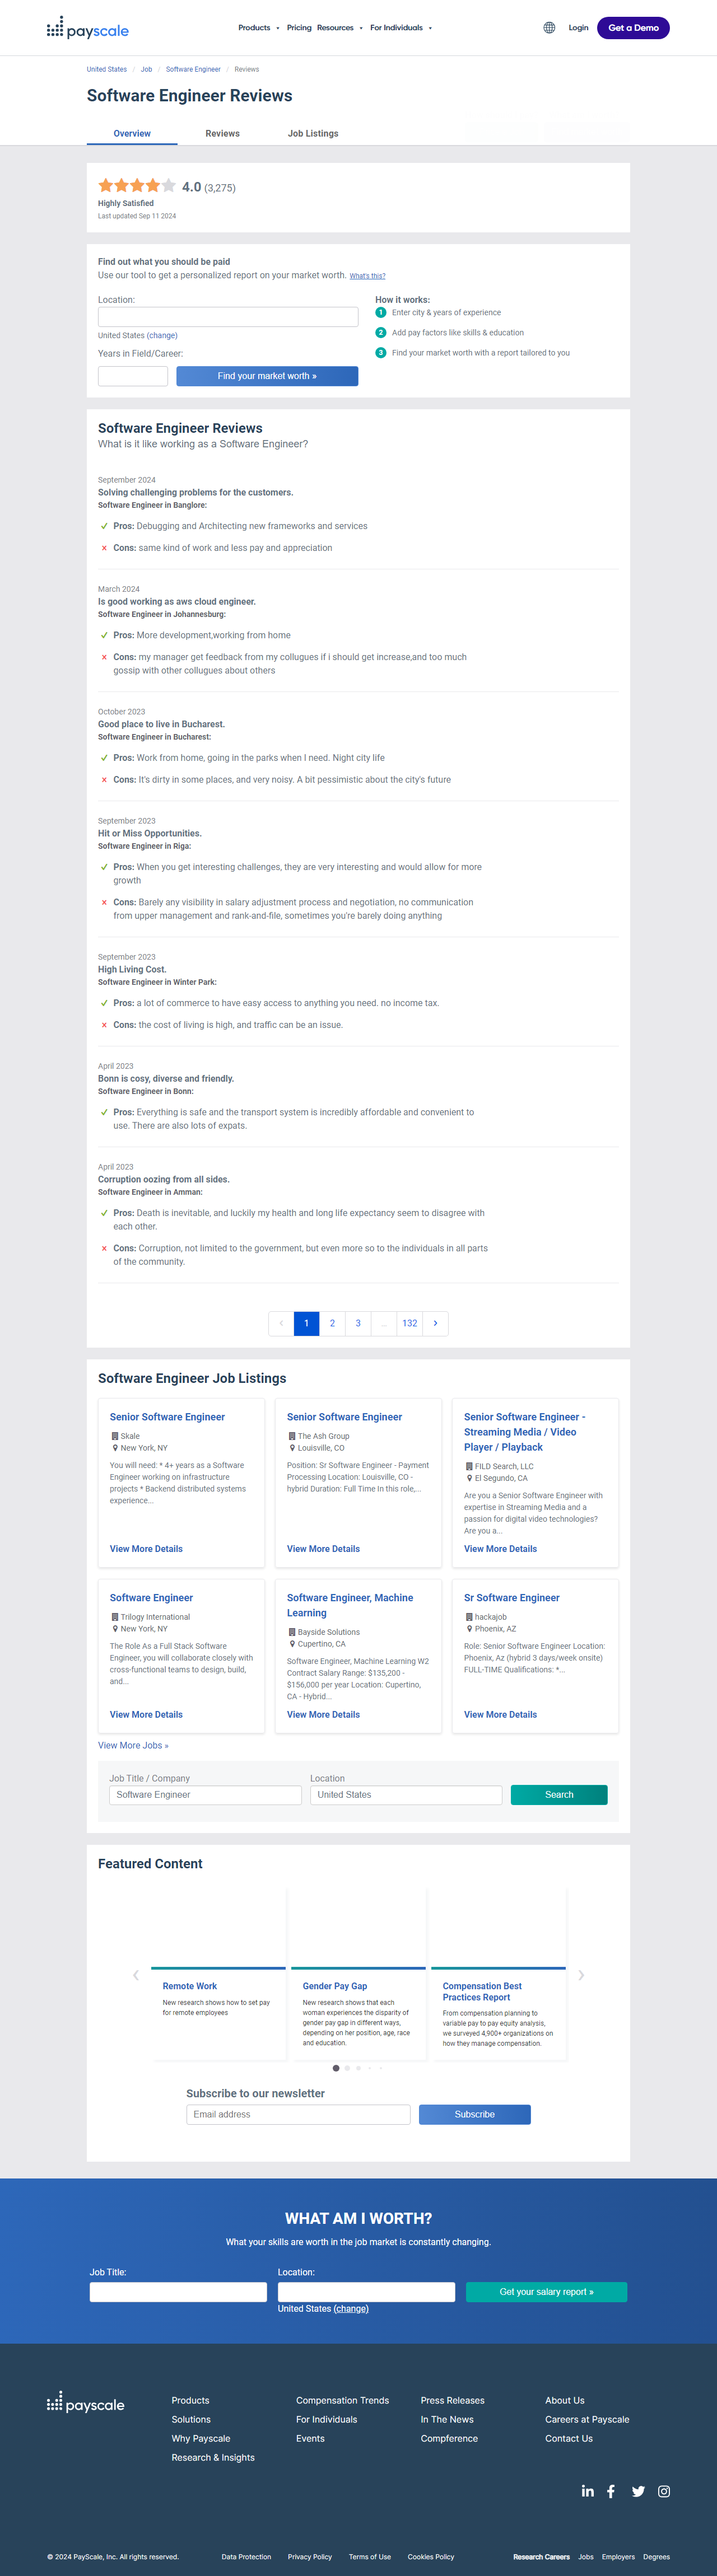 payscale
Products
Pricing
Resources
For Individuals
Login
Get a Demo
United States / Job / Software Engineer / Reviews
Software Engineer Reviews
Overview
Reviews
Job Listings
4.0 (3,275)
Highly Satisfied
Last updated Sep 11 2024
Find out what you should be paid
Use our tool to get a personalized report on your market worth. What's this?
Location:
United States (change)
Years in Field/Career:
Find your market worth »
How it works:
1 Enter city & years of experience
2 Add pay factors like skills & education
3 Find your market worth with a report tailored to you
Software Engineer Reviews
What is it like working as a Software Engineer?
September 2024
Solving challenging problems for the customers.
Software Engineer in Banglore:
Pros: Debugging and Architecting new frameworks and services
Cons: same kind of work and less pay and appreciation
March 2024
Is good working as aws cloud engineer.
Software Engineer in Johannesburg:
Pros: More development,working from home
Cons: my manager get feedback from my collugues if i should get increase,and too much
gossip with other collugues about others
October 2023
Good place to live in Bucharest.
Software Engineer in Bucharest:
Pros: Work from home, going in the parks when I need. Night city life
Cons: It's dirty in some places, and very noisy. A bit pessimistic about the city's future
September 2023
Hit or Miss Opportunities.
Software Engineer in Riga:
Pros: When you get interesting challenges, they are very interesting and would allow for more
growth
Cons: Barely any visibility in salary adjustment process and negotiation, no communication
from upper management and rank-and-file, sometimes you're barely doing anything
September 2023
High Living Cost.
Software Engineer in Winter Park:
Pros: a lot of commerce to have easy access to anything you need. no income tax.
Cons: the cost of living is high, and traffic can be an issue.
April 2023
Bonn is cosy, diverse and friendly.
Software Engineer in Bonn:
Pros: Everything is safe and the transport system is incredibly affordable and convenient to
use. There are also lots of expats.
April 2023
Corruption oozing from all sides.
Software Engineer in Amman:
Pros: Death is inevitable, and luckily my health and long life expectancy seem to disagree with
each other.
Cons: Corruption, not limited to the government, but even more so to the individuals in all parts
of the community.
‹ 1 2 3 ... 132 ›
Software Engineer Job Listings
Senior Software Engineer
Skale
New York, NY
You will need: * 4+ years as a Software
Engineer working on infrastructure
projects * Backend distributed systems
experience...
View More Details
Senior Software Engineer
The Ash Group
Louisville, CO
Position: Sr Software Engineer - Payment
Processing Location: Louisville, CO -
hybrid Duration: Full Time In this role,...
View More Details
Senior Software Engineer -
Streaming Media / Video
Player / Playback
FILD Search, LLC
El Segundo, CA
Are you a Senior Software Engineer with
expertise in Streaming Media and a
passion for digital video technologies?
Are you a...
View More Details
Software Engineer
Trilogy International
New York, NY
The Role As a Full Stack Software
Engineer, you will collaborate closely with
cross-functional teams to design, build,
and...
View More Details
Software Engineer, Machine
Learning
Bayside Solutions
Cupertino, CA
Software Engineer, Machine Learning W2
Contract Salary Range: $135,200 -
$156,000 per year Location: Cupertino,
CA - Hybrid...
View More Details
Sr Software Engineer
hackajob
Phoenix, AZ
Role: Senior Software Engineer Location:
Phoenix, Az (hybrid 3 days/week onsite)
FULL-TIME Qualifications: *...
View More Details
View More Jobs »
Job Title / Company
Software Engineer
Location
United States
Search
Featured Content
Remote Work
New research shows how to set pay
for remote employees
Gender Pay Gap
New research shows that each
woman experiences the disparity of
gender pay gap in different ways,
depending on her position, age, race
and education.
Compensation Best
Practices Report
From compensation planning to
variable pay to pay equity analysis,
we surveyed 4,900+ organizations on
how they manage compensation.
Subscribe to our newsletter
Email address
Subscribe
WHAT AM I WORTH?
What your skills are worth in the job market is constantly changing.
Job Title:
Location:
Get your salary report »
United States (change)
payscale
Products
Solutions
Why Payscale
Research & Insights
Compensation Trends
For Individuals
Events
Press Releases
In The News
Compference
About Us
Careers at Payscale
Contact Us
© 2024 PayScale, Inc. All rights reserved.
Data Protection
Privacy Policy
Terms of Use
Cookies Policy
Research Careers
Jobs
Employers
Degrees